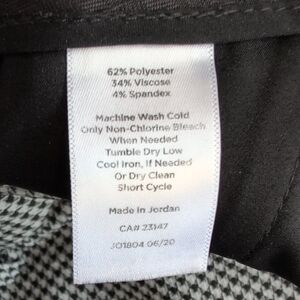 62% Polyester
34% Viscose
4% Spandex
Machine Wash Cold
Only Non-Chlorine Bleach
When Needed
Tumble Dry Low
Cool Iron, If Needed
Or Dry Clean
Short Cycle
Made in Jordan
CA# 23147
JO1804 06/20